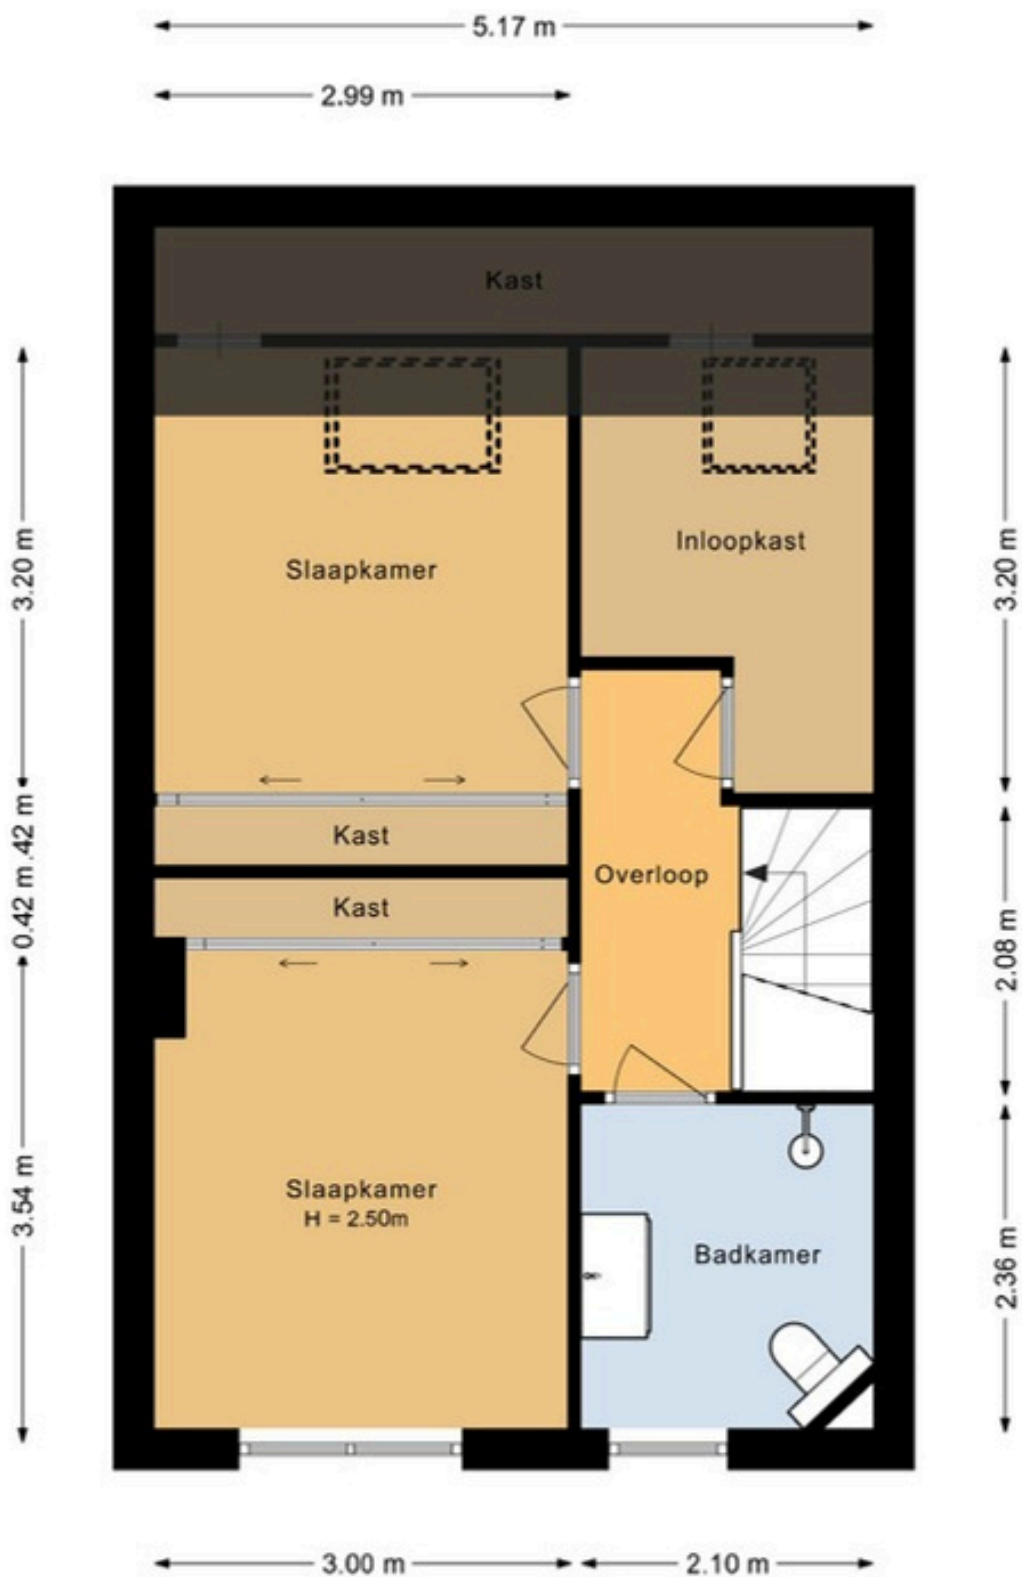 5.17 m
2.99 m
Kast
3.20 m
3.20 m
Inloopkast
Slaapkamer
.42 m
Kast
Overloop
0.42 m
Kast
2.08 m
3.54 m
Slaapkamer
H = 2.50m
Badkamer
2.36 m
3.00 m
2.10 m